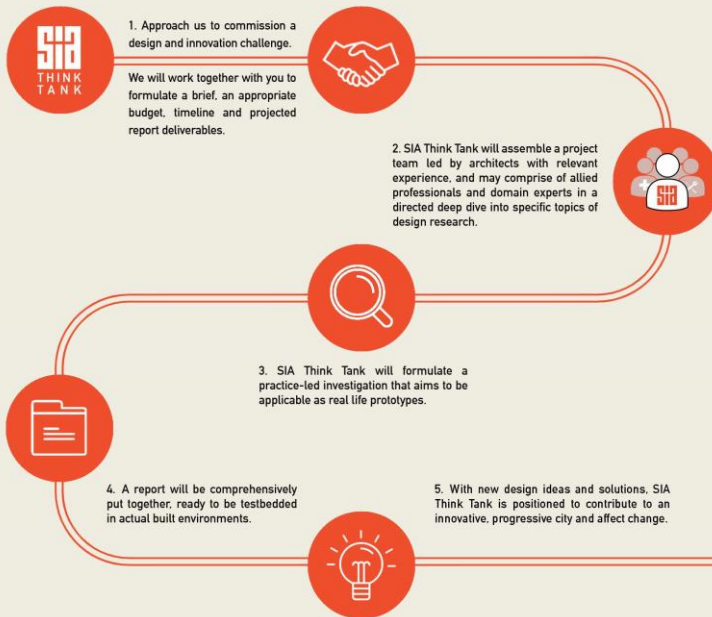 SIA
THINK
TANK
1. Approach us to commission a
design and innovation challenge.
We will work together with you to
formulate a brief, an appropriate
budget, timeline and projected
report deliverables.
2. SIA Think Tank will assemble a project
team led by architects with relevant
experience, and may comprise of allied
professionals and domain experts in a
directed deep dive into specific topics of
design research.
SIA
3. SIA Think Tank will formulate a
practice-led investigation that aims to be
applicable as real life prototypes.
4. A report will be comprehensively
put together, ready to be testbedded
in actual built environments.
5. With new design ideas and solutions, SIA
Think Tank is positioned to contribute to an
innovative, progressive city and affect change.